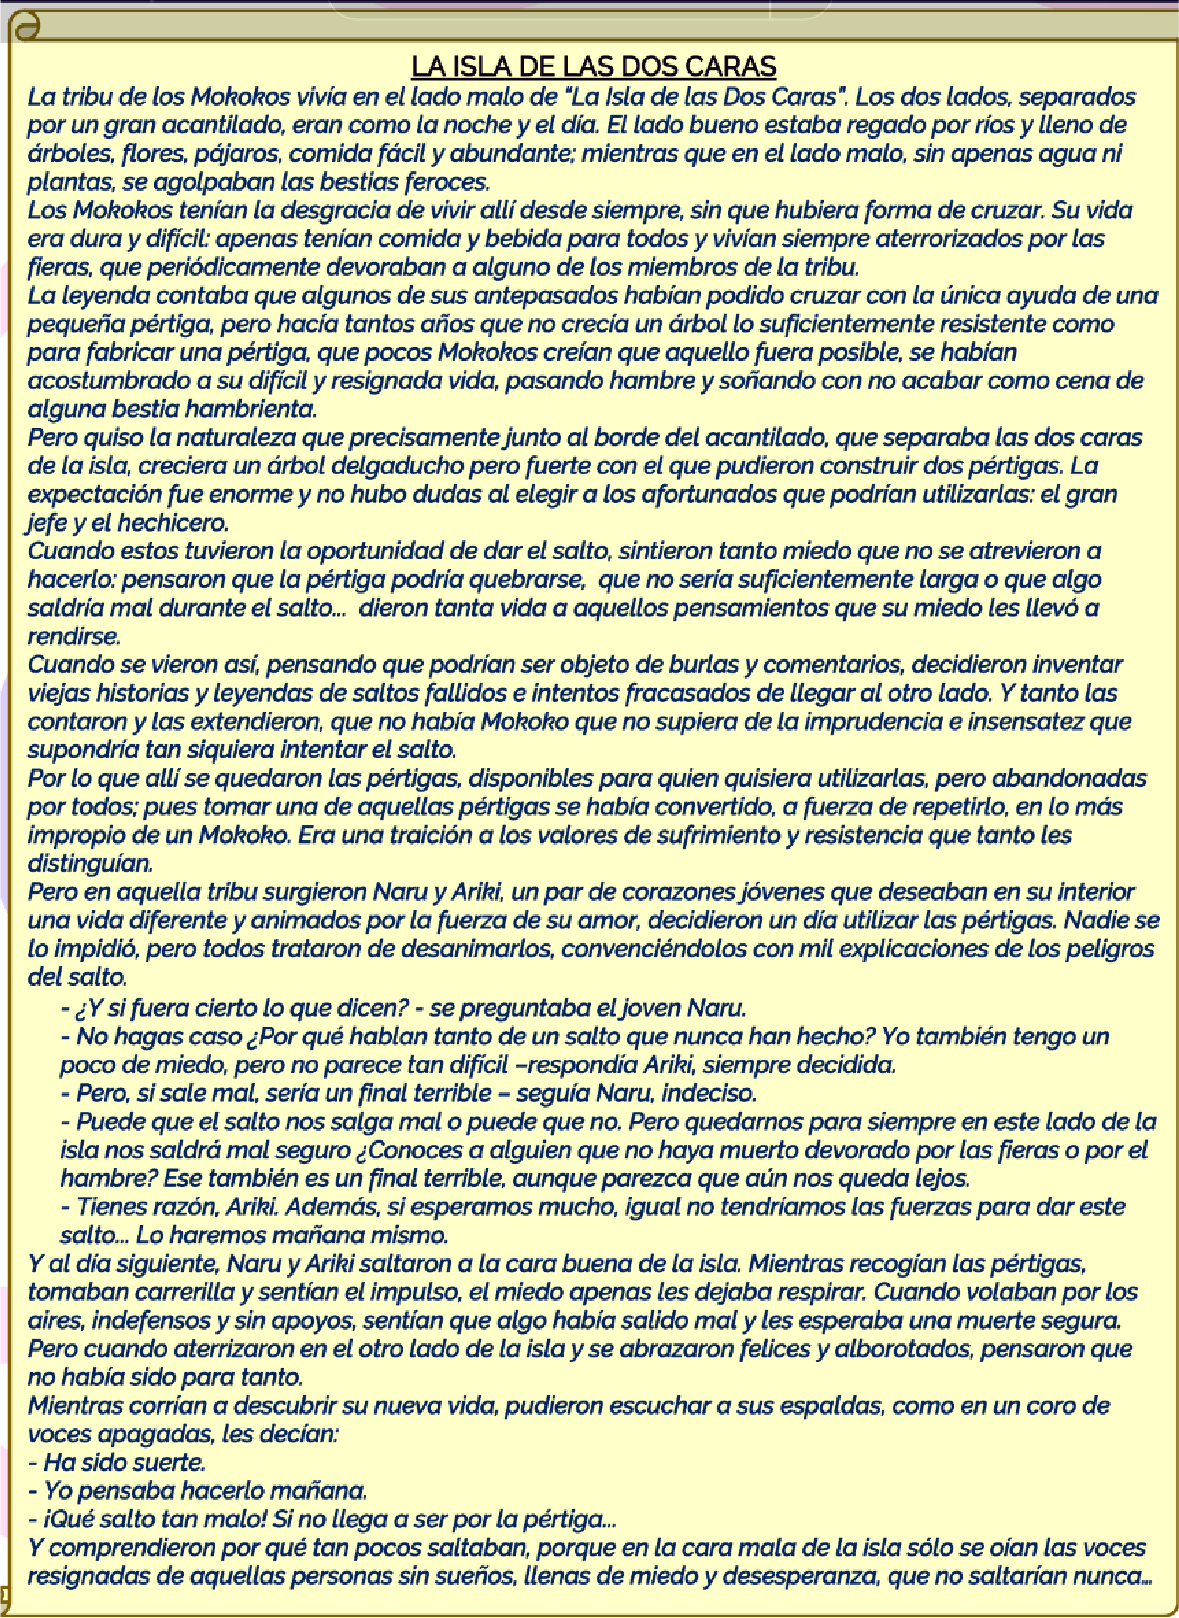 LA ISLA DE LAS DOS CARAS
La tribu de los Mokokos vivía en el lado malo de "La Isla de las Dos Caras". Los dos lados, separados
por un gran acantilado, eran como la noche y el día. El lado bueno estaba regado por ríos y lleno de
árboles, flores, pájaros, comida fácil y abundante; mientras que en el lado malo, sin apenas agua ni
plantas, se agolpaban las bestias feroces.
Los Mokokos tenían la desgracia de vivir allí desde siempre, sin que hubiera forma de cruzar. Su vida
era dura y difícil: apenas tenían comida y bebida para todos y vivían siempre aterrorizados por las
fieras, que periódicamente devoraban a alguno de los miembros de la tribu.
La leyenda contaba que algunos de sus antepasados habían podido cruzar con la única ayuda de una
pequeña pértiga, pero hacía tantos años que no crecía un árbol lo suficientemente resistente como
para fabricar una pértiga, que pocos Mokokos creían que aquello fuera posible, se habían
acostumbrado a su difícil y resignada vida, pasando hambre y soñando con no acabar como cena de
alguna bestia hambrienta.
Pero quiso la naturaleza que precisamente junto al borde del acantilado, que separaba las dos caras
de la isla, creciera un árbol delgaducho pero fuerte con el que pudieron construir dos pértigas. La
expectación fue enorme y no hubo dudas al elegir a los afortunados que podrían utilizarlas: el gran
jefe y el hechicero.
Cuando estos tuvieron la oportunidad de dar el salto, sintieron tanto miedo que no se atrevieron a
hacerlo: pensaron que la pértiga podría quebrarse, que no sería suficientemente larga o que algo
saldría mal durante el salto... dieron tanta vida a aquellos pensamientos que su miedo les llevó a
rendirse.
Cuando se vieron así, pensando que podrían ser objeto de burlas y comentarios, decidieron inventar
viejas historias y leyendas de saltos fallidos e intentos fracasados de llegar al otro lado. Y tanto las
contaron y las extendieron, que no había Mokoko que no supiera de la imprudencia e insensatez que
supondría tan siquiera intentar el salto.
Por lo que allí se quedaron las pértigas, disponibles para quien quisiera utilizarlas, pero abandonadas
por todos; pues tomar una de aquellas pértigas se había convertido, a fuerza de repetirlo, en lo más
impropio de un Mokoko. Era una traición a los valores de sufrimiento y resistencia que tanto les
distinguían.
Pero en aquella tribu surgieron Naru y Ariki, un par de corazones jóvenes que deseaban en su interior
una vida diferente y animados por la fuerza de su amor, decidieron un día utilizar las pértigas. Nadie se
lo impidió, pero todos trataron de desanimarlos, convenciéndolos con mil explicaciones de los peligros
del salto.
- ¿Y si fuera cierto lo que dicen? - se preguntaba el joven Naru.
- No hagas caso ¿Por qué hablan tanto de un salto que nunca han hecho? Yo también tengo un
poco de miedo, pero no parece tan difícil –respondía Ariki, siempre decidida.
- Pero, si sale mal, sería un final terrible – seguía Naru, indeciso.
- Puede que el salto nos salga mal o puede que no. Pero quedarnos para siempre en este lado de la
isla nos saldrá mal seguro ¿Conoces a alguien que no haya muerto devorado por las fieras o por el
hambre? Ese también es un final terrible, aunque parezca que aún nos queda lejos.
- Tienes razón, Ariki. Además, si esperamos mucho, igual no tendríamos las fuerzas para dar este
salto... Lo haremos mañana mismo.
Y al día siguiente, Naru y Ariki saltaron a la cara buena de la isla. Mientras recogían las pértigas,
tomaban carrerilla y sentían el impulso, el miedo apenas les dejaba respirar. Cuando volaban por los
aires, indefensos y sin apoyos, sentían que algo había salido mal y les esperaba una muerte segura.
Pero cuando aterrizaron en el otro lado de la isla y se abrazaron felices y alborotados, pensaron que
no había sido para tanto.
Mientras corrían a descubrir su nueva vida, pudieron escuchar a sus espaldas, como en un coro de
voces apagadas, les decían:
- Ha sido suerte.
- Yo pensaba hacerlo mañana.
- ¡Qué salto tan malo! Si no llega a ser por la pértiga...
Y comprendieron por qué tan pocos saltaban, porque en la cara mala de la isla sólo se oían las voces
resignadas de aquellas personas sin sueños, llenas de miedo y desesperanza, que no saltarían nunca...